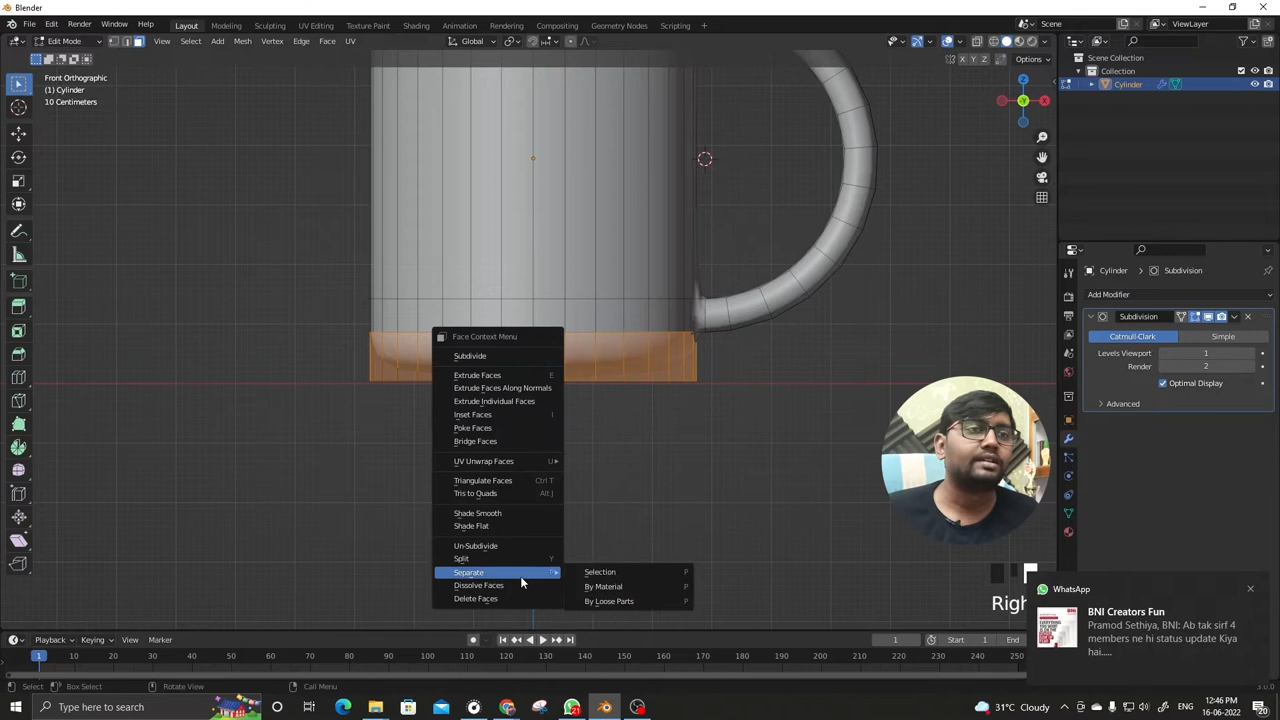 Blender
File Edit Render Window Help
Layout Modeling Sculpting UV Editing Texture Paint Shading Animation Rendering Compositing Geometry Nodes Scripting +
Scene
ViewLayer
Edit Mode View Select Add Mesh Vertex Edge Face UV
Global
X Y Z Options
Front Orthographic
(1) Cylinder
10 Centimeters
Z
Y
X
Scene Collection
Collection
Cylinder
Cylinder > Subdivision
Add Modifier
Subdivision
Catmull-Clark Simple
Levels Viewport 1
Render 2
Optimal Display
Advanced
Face Context Menu
Subdivide
Extrude Faces E
Extrude Faces Along Normals
Extrude Individual Faces
Inset Faces I
Poke Faces
Bridge Faces
UV Unwrap Faces U
Triangulate Faces Ctrl T
Tris to Quads Alt J
Shade Smooth
Shade Flat
Un-Subdivide
Split Y
Separate P
Dissolve Faces
Delete Faces
Selection P
By Material P
By Loose Parts P
Righ
WhatsApp
BNI Creators Fun
Pramod Sethiya, BNI: Ab tak sirf 4
members ne hi status update Kiya
hai.....
Playback Keying View Marker
1 Start 1 End
1 10 20 30 40 50 60 70 80 90 100 110 120 130 140 150 160 170 180 190 200 210 220 230 240 250
Select Box Select Rotate View Call Menu
3.0.0
Type here to search
21
31°C Cloudy
ENG
12:46 PM
16-06-2022
20